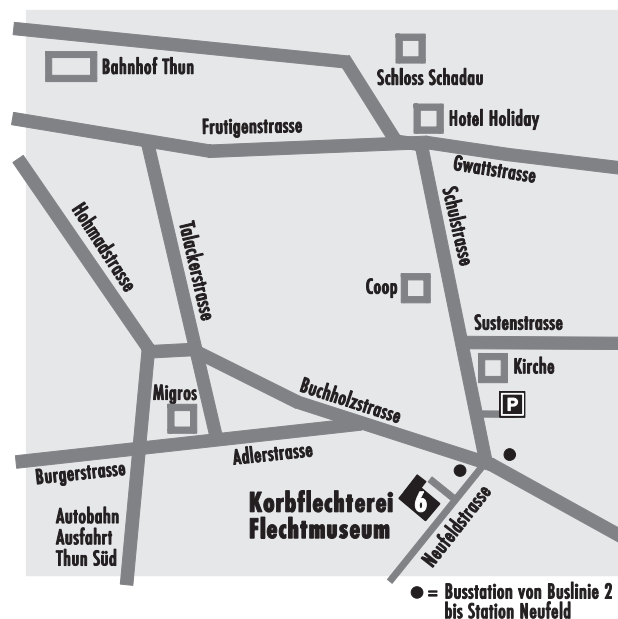 Bahnhof Thun
Schloss Schadau
Hotel Holiday
Frutigenstrasse
Gwattstrasse
Hohmadstrasse
Talackerstrasse
Schulstrasse
Coop
Sustenstrasse
Kirche
Migros
Buchholzstrasse
P
Adlerstrasse
Burgerstrasse
Korbflechterei
Flechtmuseum
6
Neufeldstrasse
Autobahn
Ausfahrt
Thun Süd
= Busstation von Buslinie 2
bis Station Neufeld